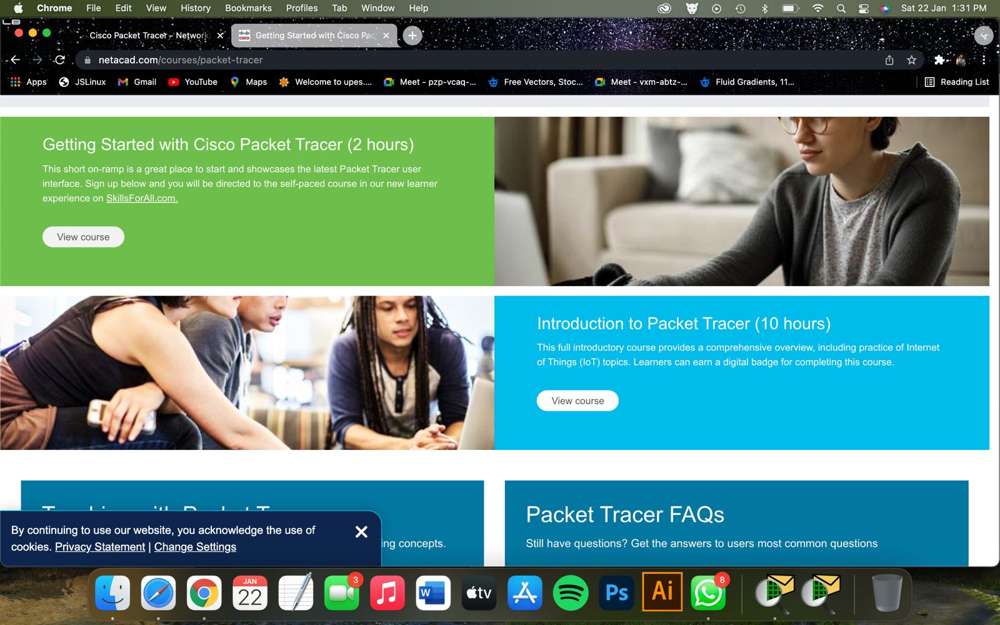 Chrome File Edit View History Bookmarks Profiles Tab Window Help Sat 22 Jan 1:31 PM
Cisco Packet Tracer - Network Getting Started with Cisco Pac
netacad.com/courses/packet-tracer
Apps JSLinux Gmail YouTube Maps Welcome to upes.... Meet - pzp-vcaq-... Free Vectors, Stoc... Meet - vxm-abtz-... Fluid Gradients, 11... Reading List
Getting Started with Cisco Packet Tracer (2 hours)
This short on-ramp is a great place to start and showcases the latest Packet Tracer user
interface. Sign up below and you will be directed to the self-paced course in our new learner
experience on SkillsForAll.com.
View course
Introduction to Packet Tracer (10 hours)
This full introductory course provides a comprehensive overview, including practice of Internet
of Things (IoT) topics. Learners can earn a digital badge for completing this course.
View course
ing concepts.
Packet Tracer FAQs
Still have questions? Get the answers to users most common questions
By continuing to use our website, you acknowledge the use of
cookies. Privacy Statement | Change Settings
JAN
22
3
W
tv
Ps
Ai
8